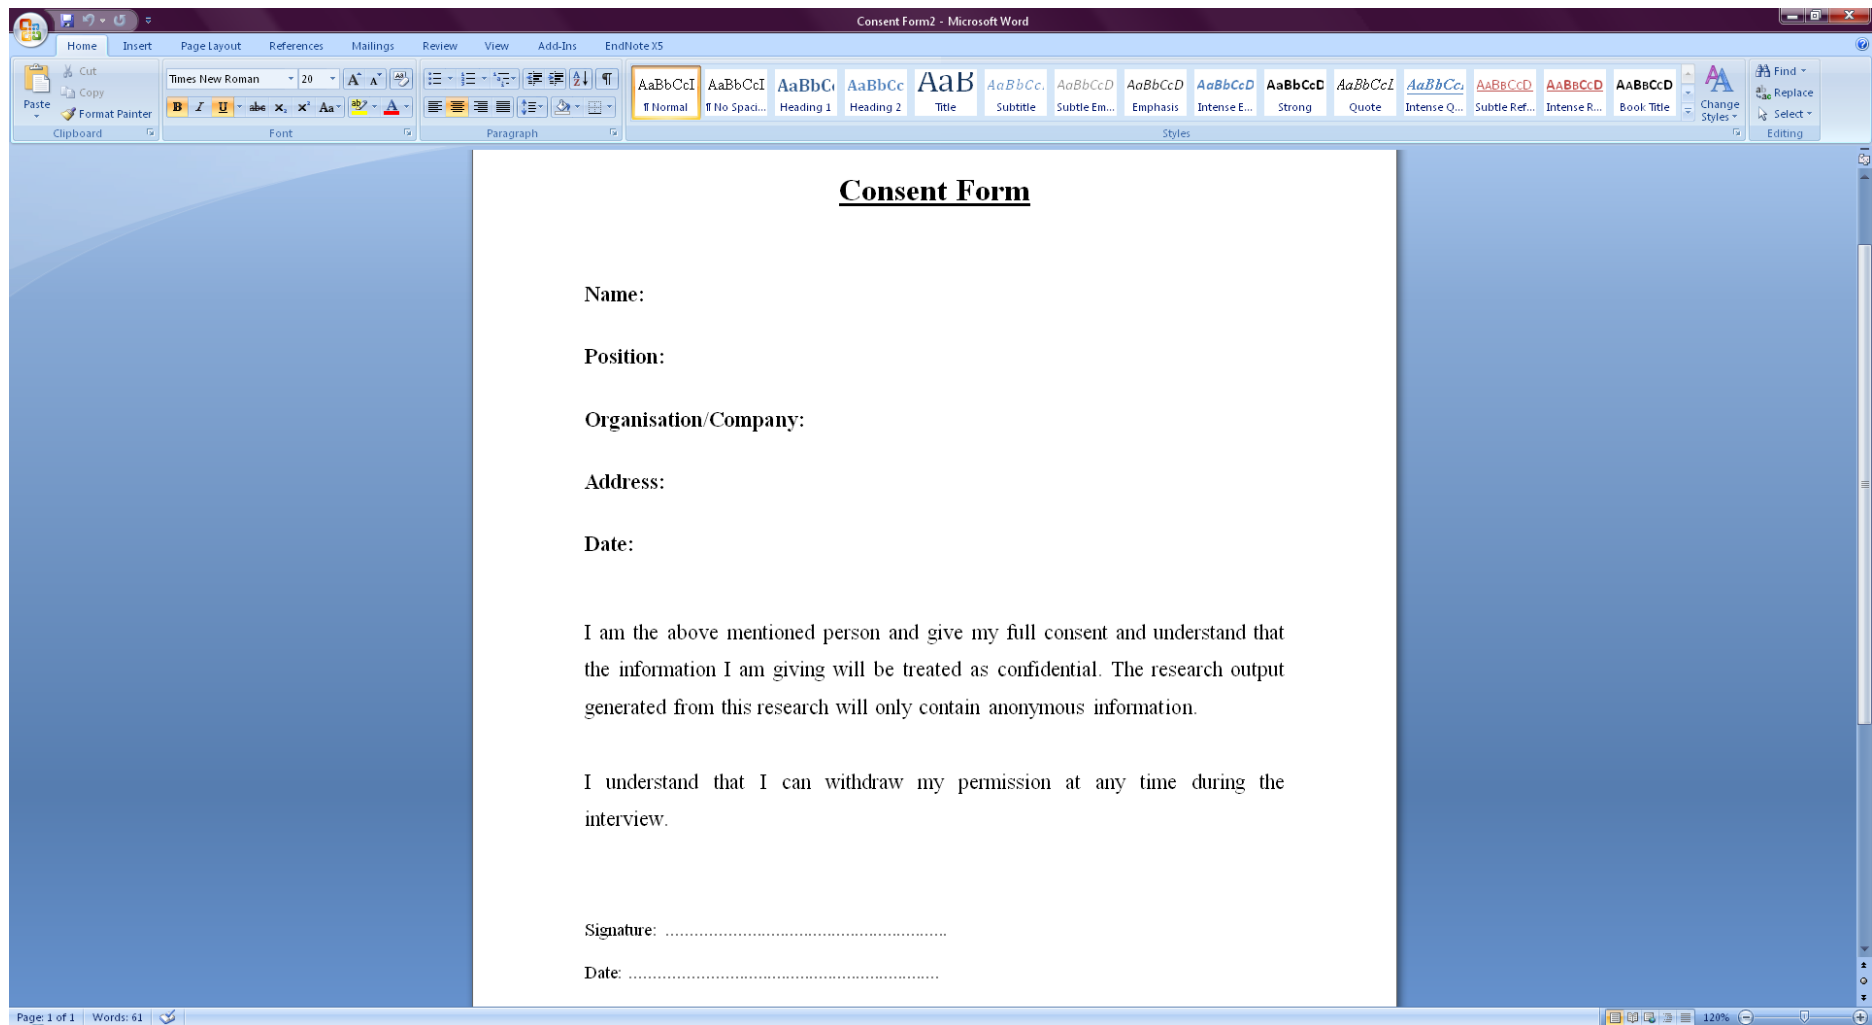 Consent Form2 - Microsoft Word
Home Insert Page Layout References Mailings Review View Add-Ins EndNote X5
Cut
Copy
Paste
Format Painter
Clipboard
Times New Roman 20
B I U abc x₂ x² Aa A
Font
Paragraph
AaBbCcI AaBbCcI AaBbC AaBbCc AaB AaBbCc. AaBbCcD AaBbCcD AaBbCcD AaBbCcD AaBbCcI AaBbCc AaBbCcD AaBbCcD AaBbCcD
¶ Normal ¶ No Spaci... Heading 1 Heading 2 Title Subtitle Subtle Em... Emphasis Intense E... Strong Quote Intense Q... Subtle Ref... Intense R... Book Title
Change
Styles
Styles
Find
Replace
Select
Editing
Consent Form
Name:
Position:
Organisation/Company:
Address:
Date:
I am the above mentioned person and give my full consent and understand that
the information I am giving will be treated as confidential. The research output
generated from this research will only contain anonymous information.
I understand that I can withdraw my permission at any time during the
interview.
Signature: ..........................................................
Date: ................................................................
Page: 1 of 1 Words: 61 120%